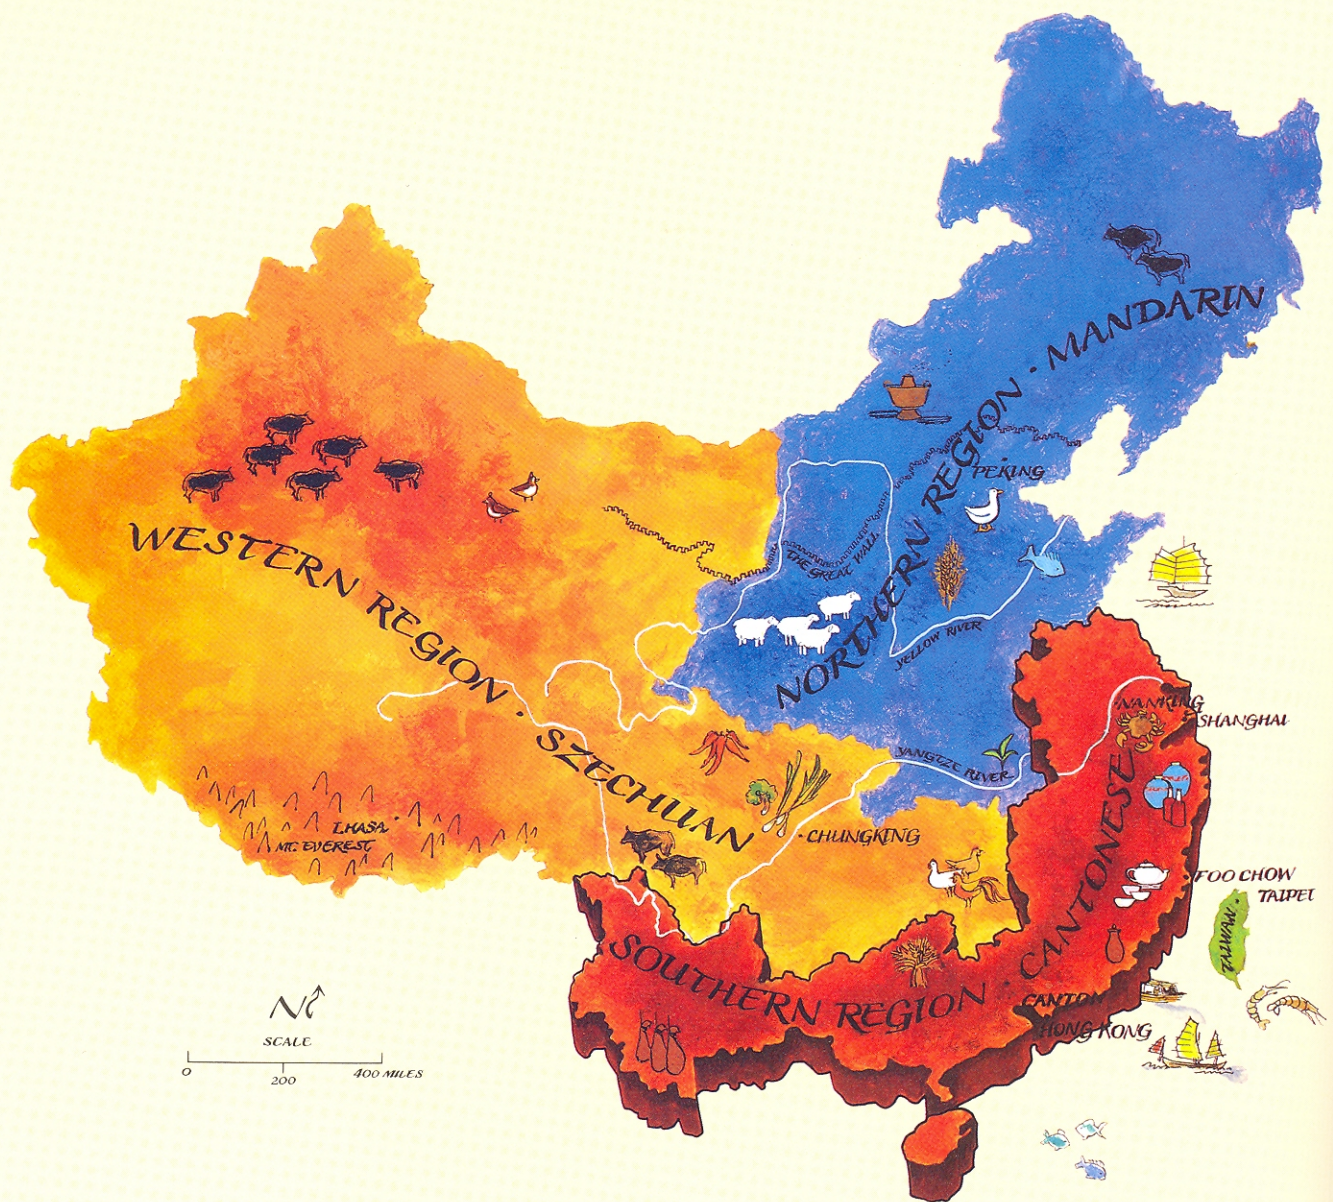 NORTHERN REGION · MANDARIN
PEKING
THE GREAT WALL
YELLOW RIVER
WESTERN REGION · SZECHUAN
YANGTZE RIVER
NANKING
SHANGHAI
LHASA
MT. EVEREST
CHUNGKING
FOO CHOW
TAIPEI
TAIWAN
SOUTHERN REGION · CANTONESE
CANTON
HONG KONG
N
SCALE
0 200 400 MILES